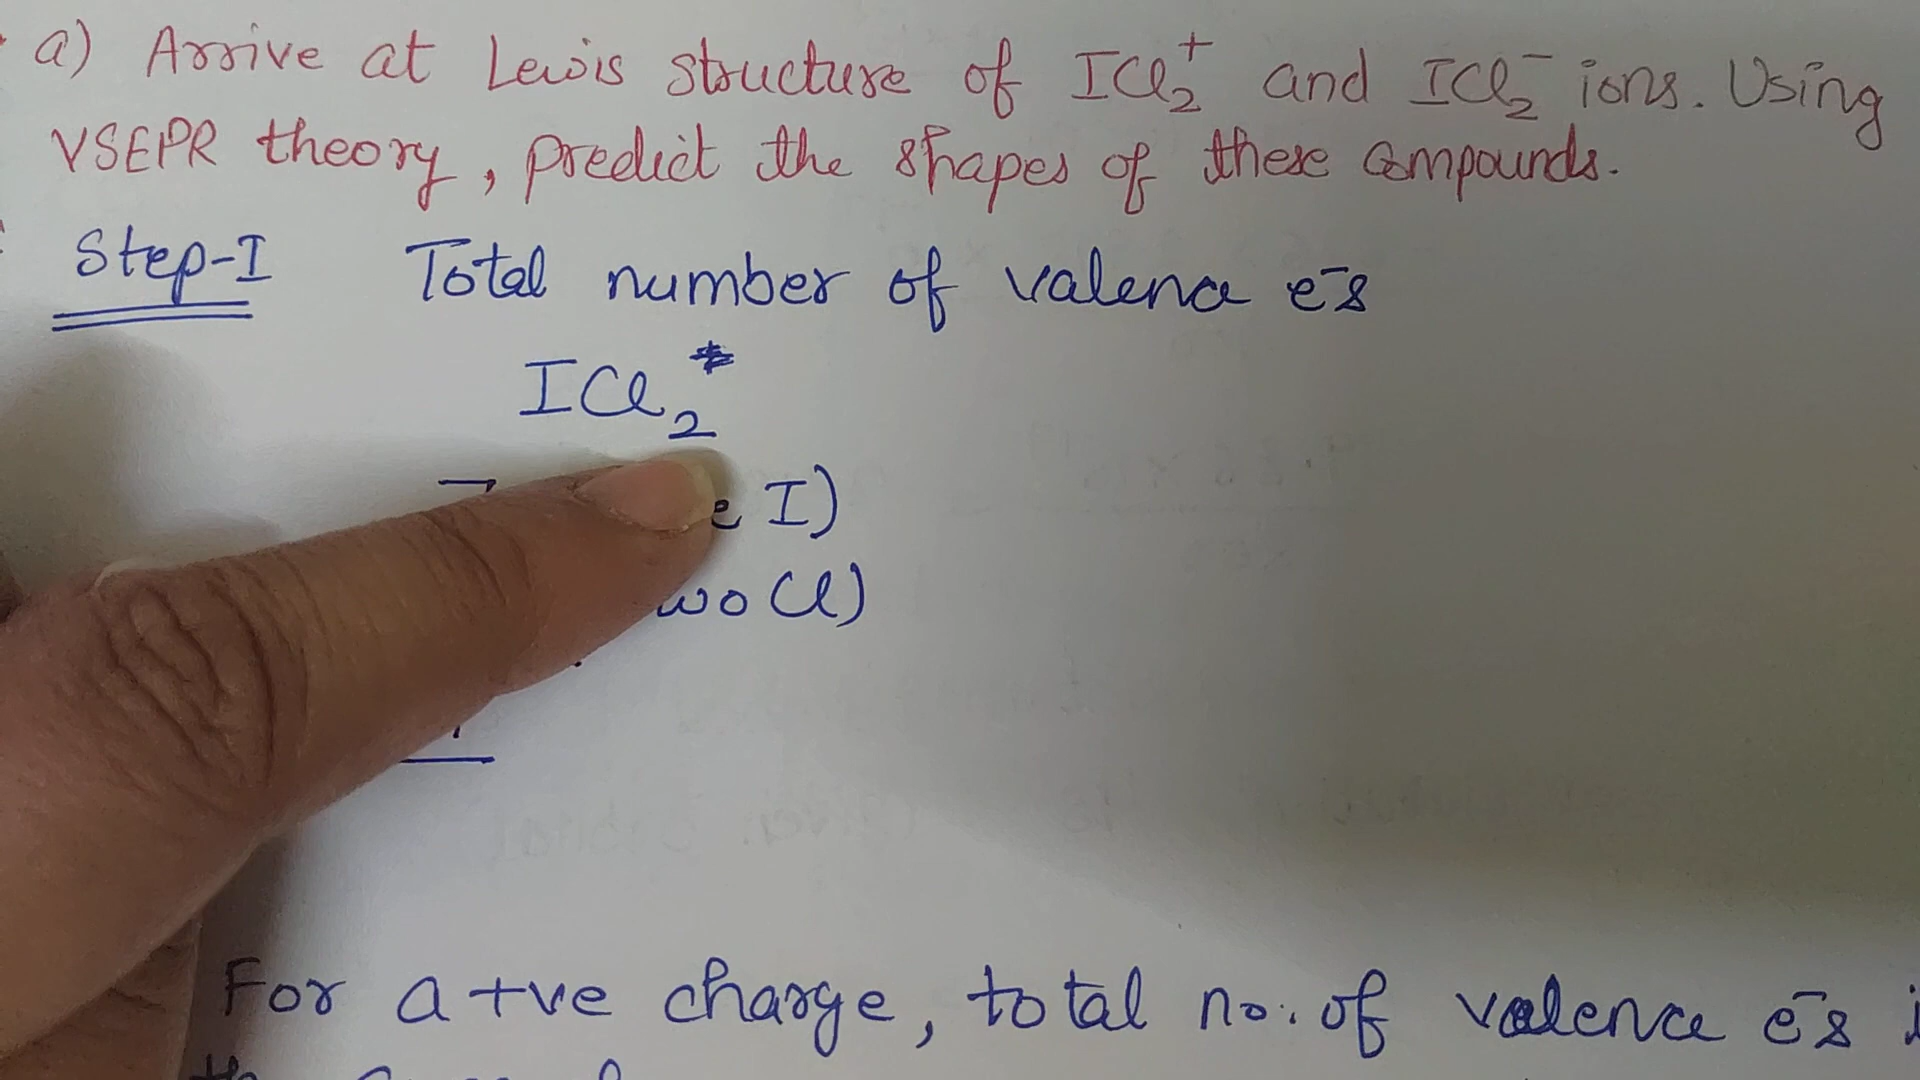 a) Arrive at Lewis structure of ICl₂⁺ and ICl₂⁻ ions. Using
VSEPR theory, predict the shapes of these compounds.
Step-I Total number of valence e⁻s
ICl₂
I)
wo Cl)
For a +ve charge, total no. of valence e⁻s